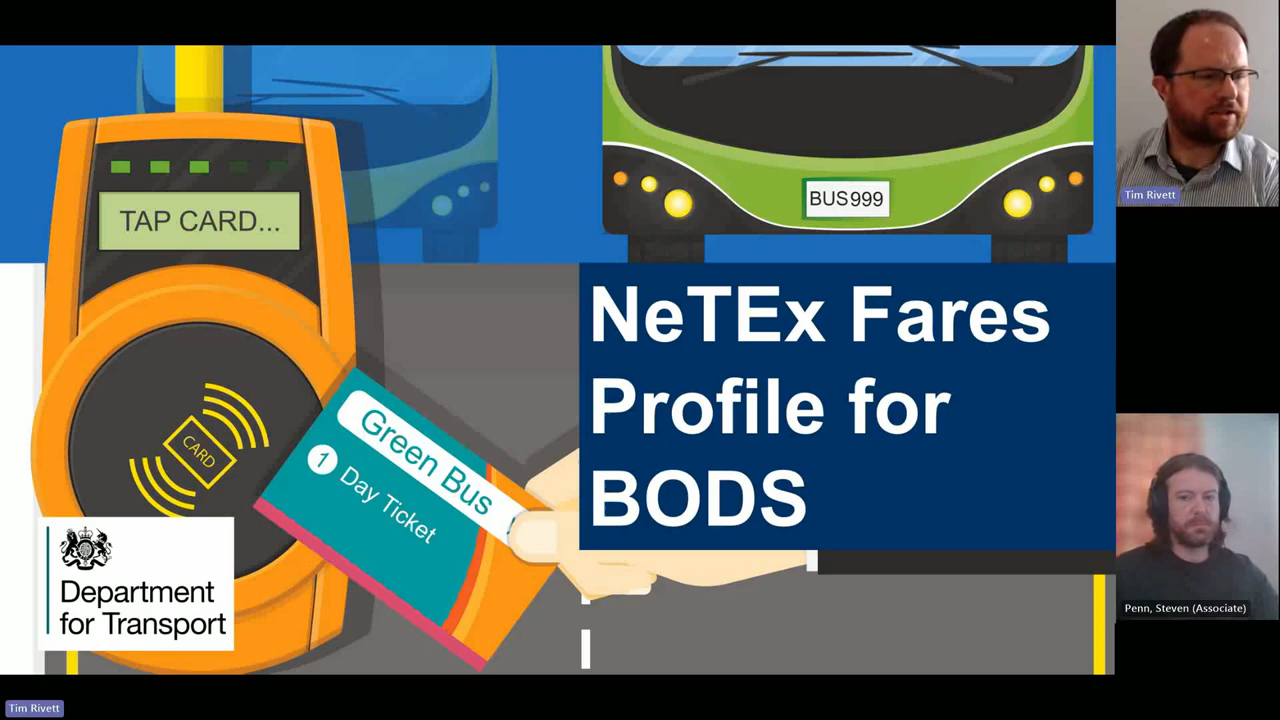 TAP CARD...
BUS999
NeTEx Fares
Profile for
BODS
CARD
Green Bus
1 Day Ticket
Department
for Transport
Tim Rivett
Penn, Steven (Associate)
Tim Rivett